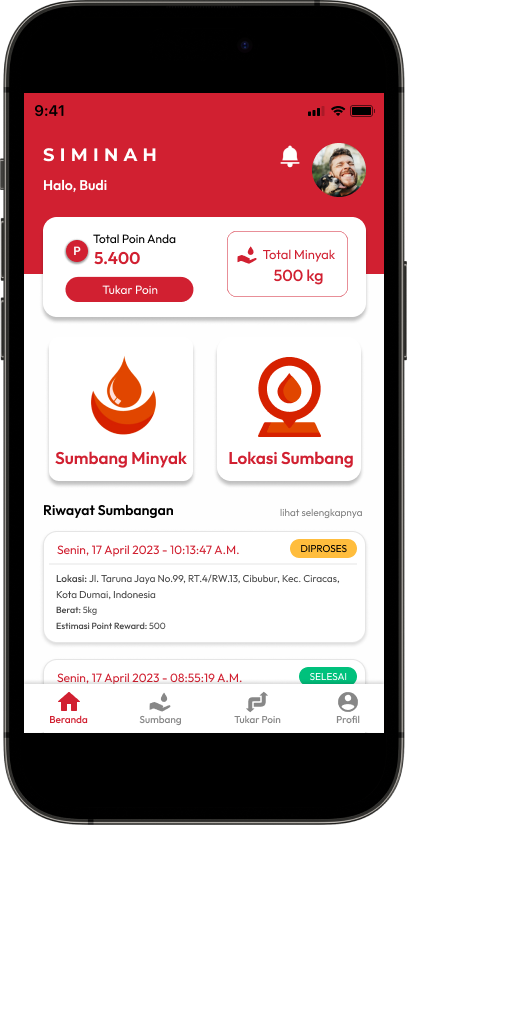 9:41
SIMINAH
Halo, Budi
Total Poin Anda
P
5.400
Tukar Poin
Total Minyak
500 kg
Sumbang Minyak
Lokasi Sumbang
Riwayat Sumbangan
lihat selengkapnya
Senin, 17 April 2023 - 10:13:47 A.M.
DIPROSES
Lokasi: Jl. Taruna Jaya No.99, RT.4/RW.13, Cibubur, Kec. Ciracas,
Kota Dumai, Indonesia
Berat: 5kg
Estimasi Point Reward: 500
Senin, 17 April 2023 - 08:55:19 A.M.
SELESAI
Beranda
Sumbang
Tukar Poin
Profil